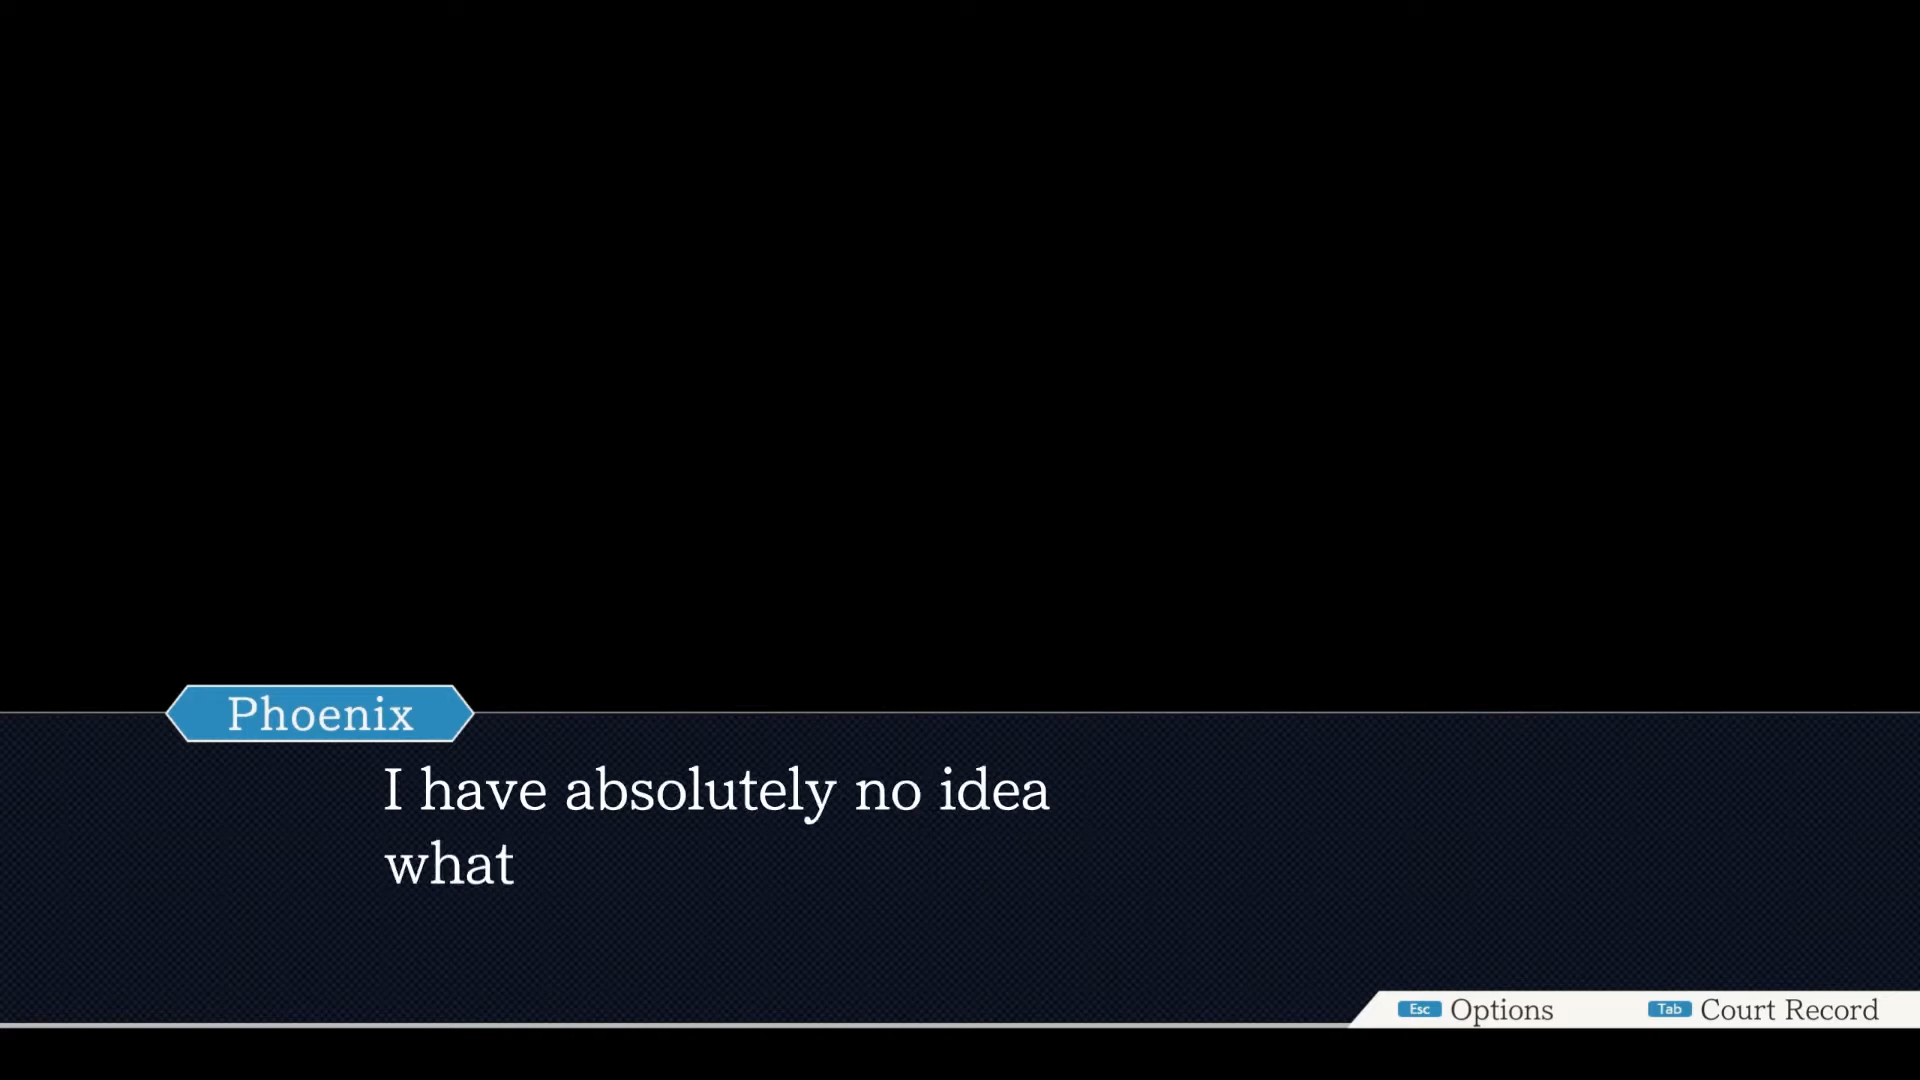 Phoenix
I have absolutely no idea
what
Esc Options Tab Court Record